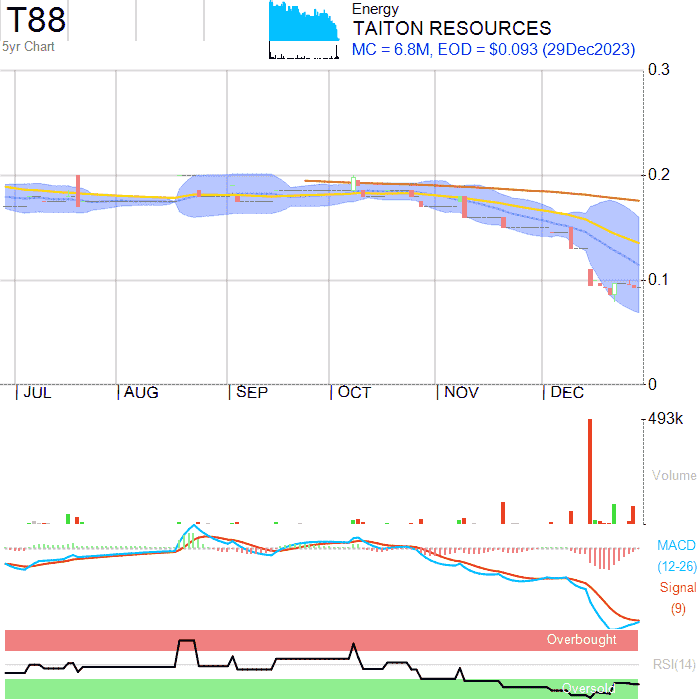 T88
5yr Chart
Energy
TAITON RESOURCES
MC = 6.8M, EOD = $0.093 (29Dec2023)
0.3
0.2
0.1
0
JUL
AUG
SEP
OCT
NOV
DEC
493k
Volume
MACD
(12-26)
Signal
(9)
Overbought
RSI(14)
Oversold